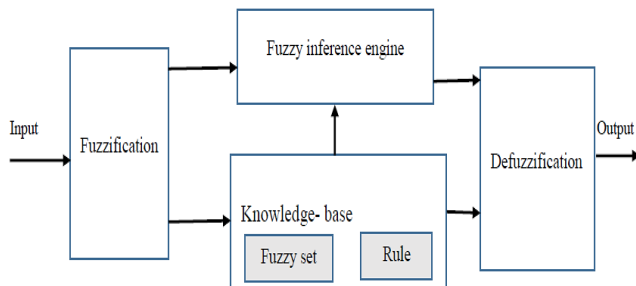 Fuzzy inference engine
Input
Fuzzification
Output
Defuzzification
Knowledge- base
Fuzzy set
Rule